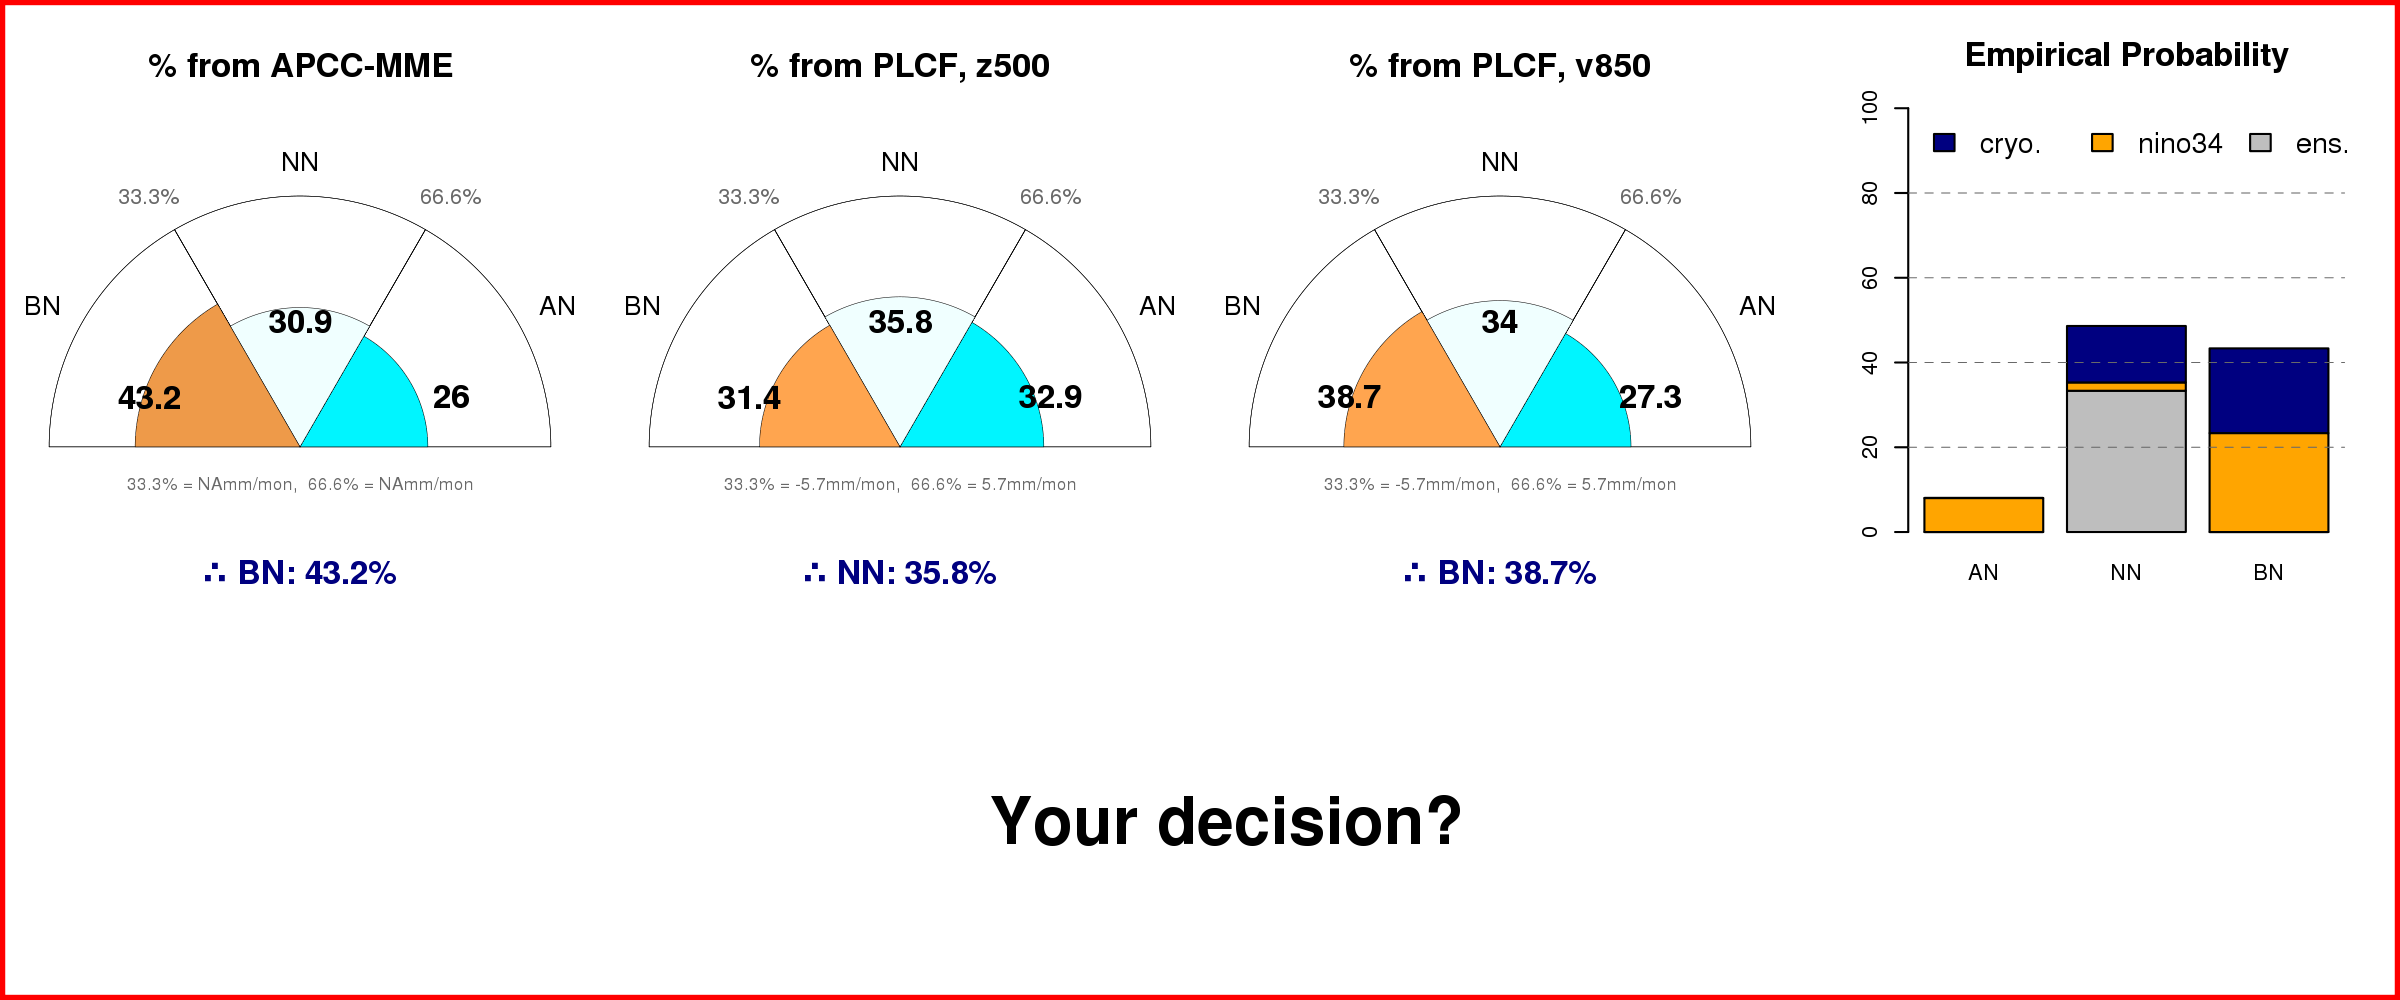 % from APCC-MME
NN
33.3%
66.6%
BN
AN
30.9
43.2
26
33.3% = NAmm/mon, 66.6% = NAmm/mon
∴ BN: 43.2%
% from PLCF, z500
NN
33.3%
66.6%
BN
AN
35.8
31.4
32.9
33.3% = -5.7mm/mon, 66.6% = 5.7mm/mon
∴ NN: 35.8%
% from PLCF, v850
NN
33.3%
66.6%
BN
AN
34
38.7
27.3
33.3% = -5.7mm/mon, 66.6% = 5.7mm/mon
∴ BN: 38.7%
Empirical Probability
cryo. nino34 ens.
100
80
60
40
20
0
AN NN BN
Your decision?